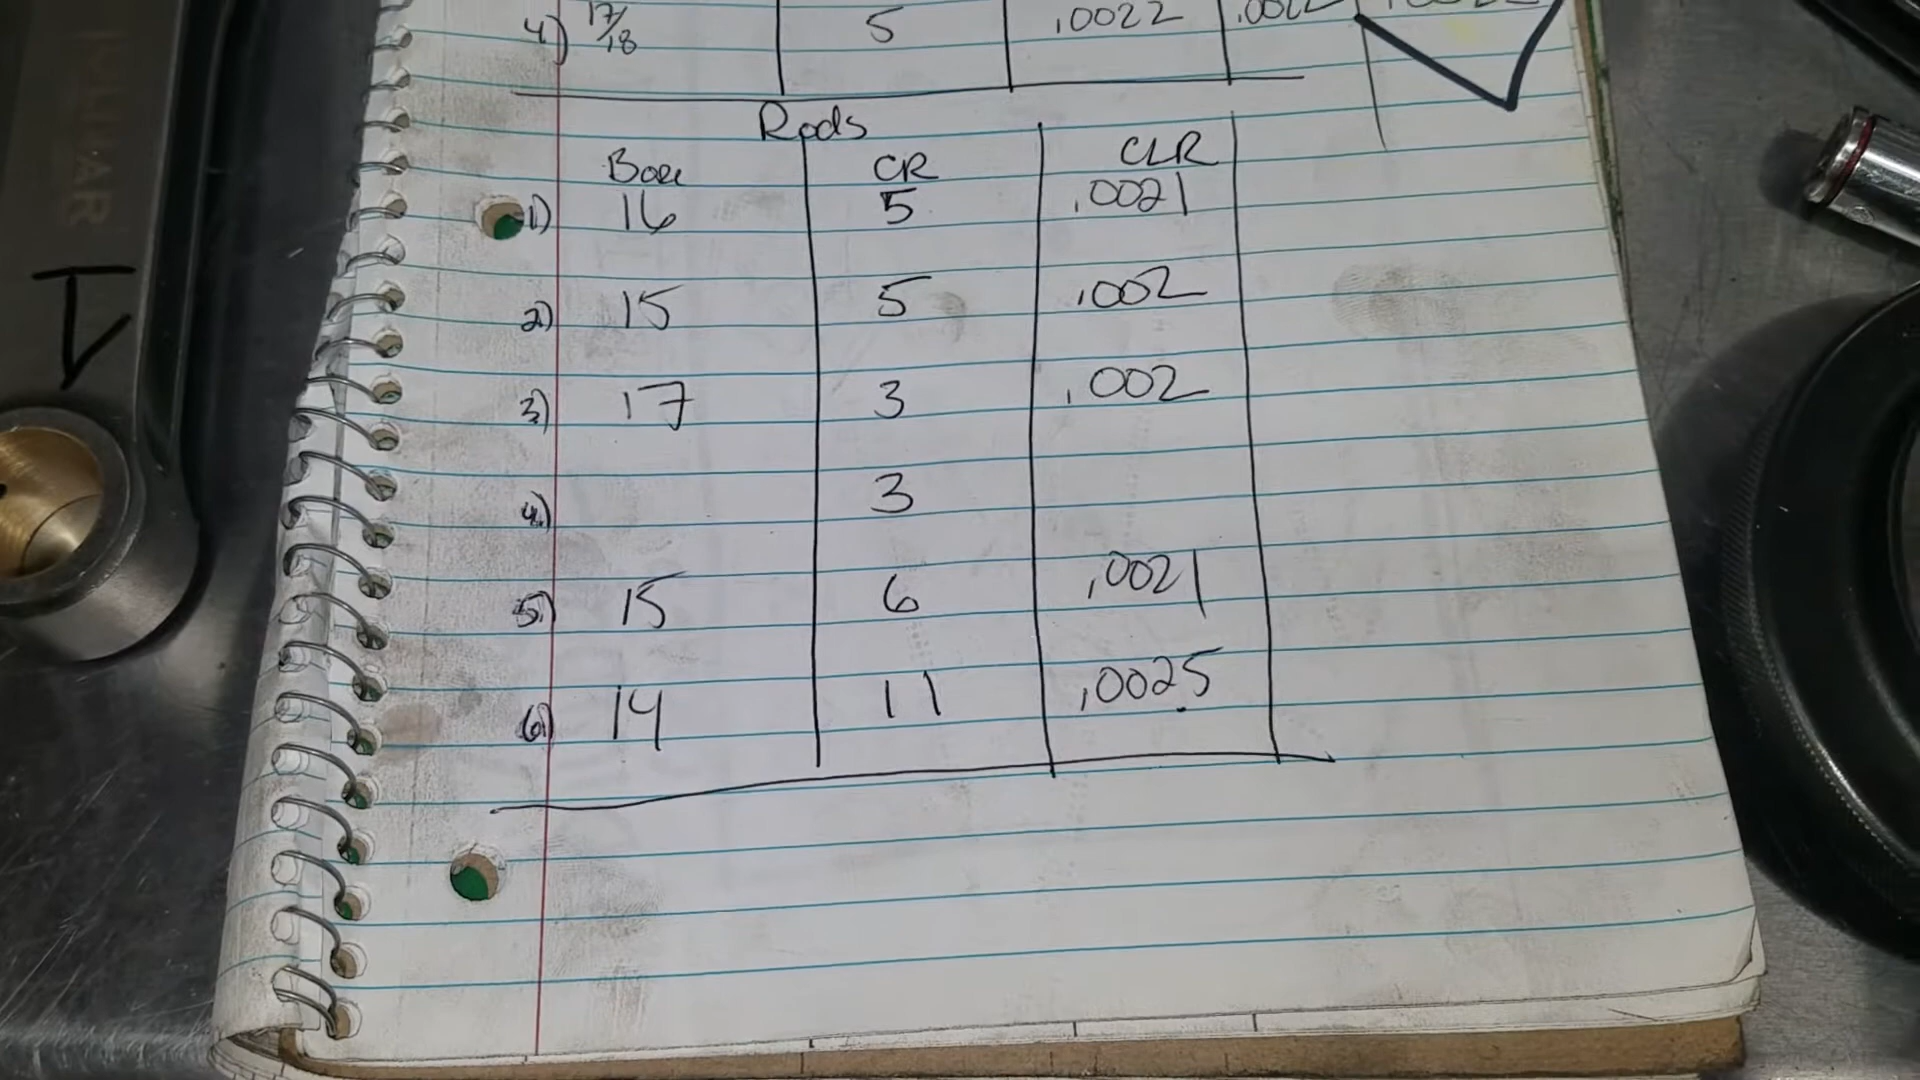 4) 17/18 5 .0022
Rods
Bore CR CLR
1) 16 5 .0021
2) 15 5 .002
3) 17 3 .002
4) 3
5) 15 6 .0021
6) 14 11 .0025